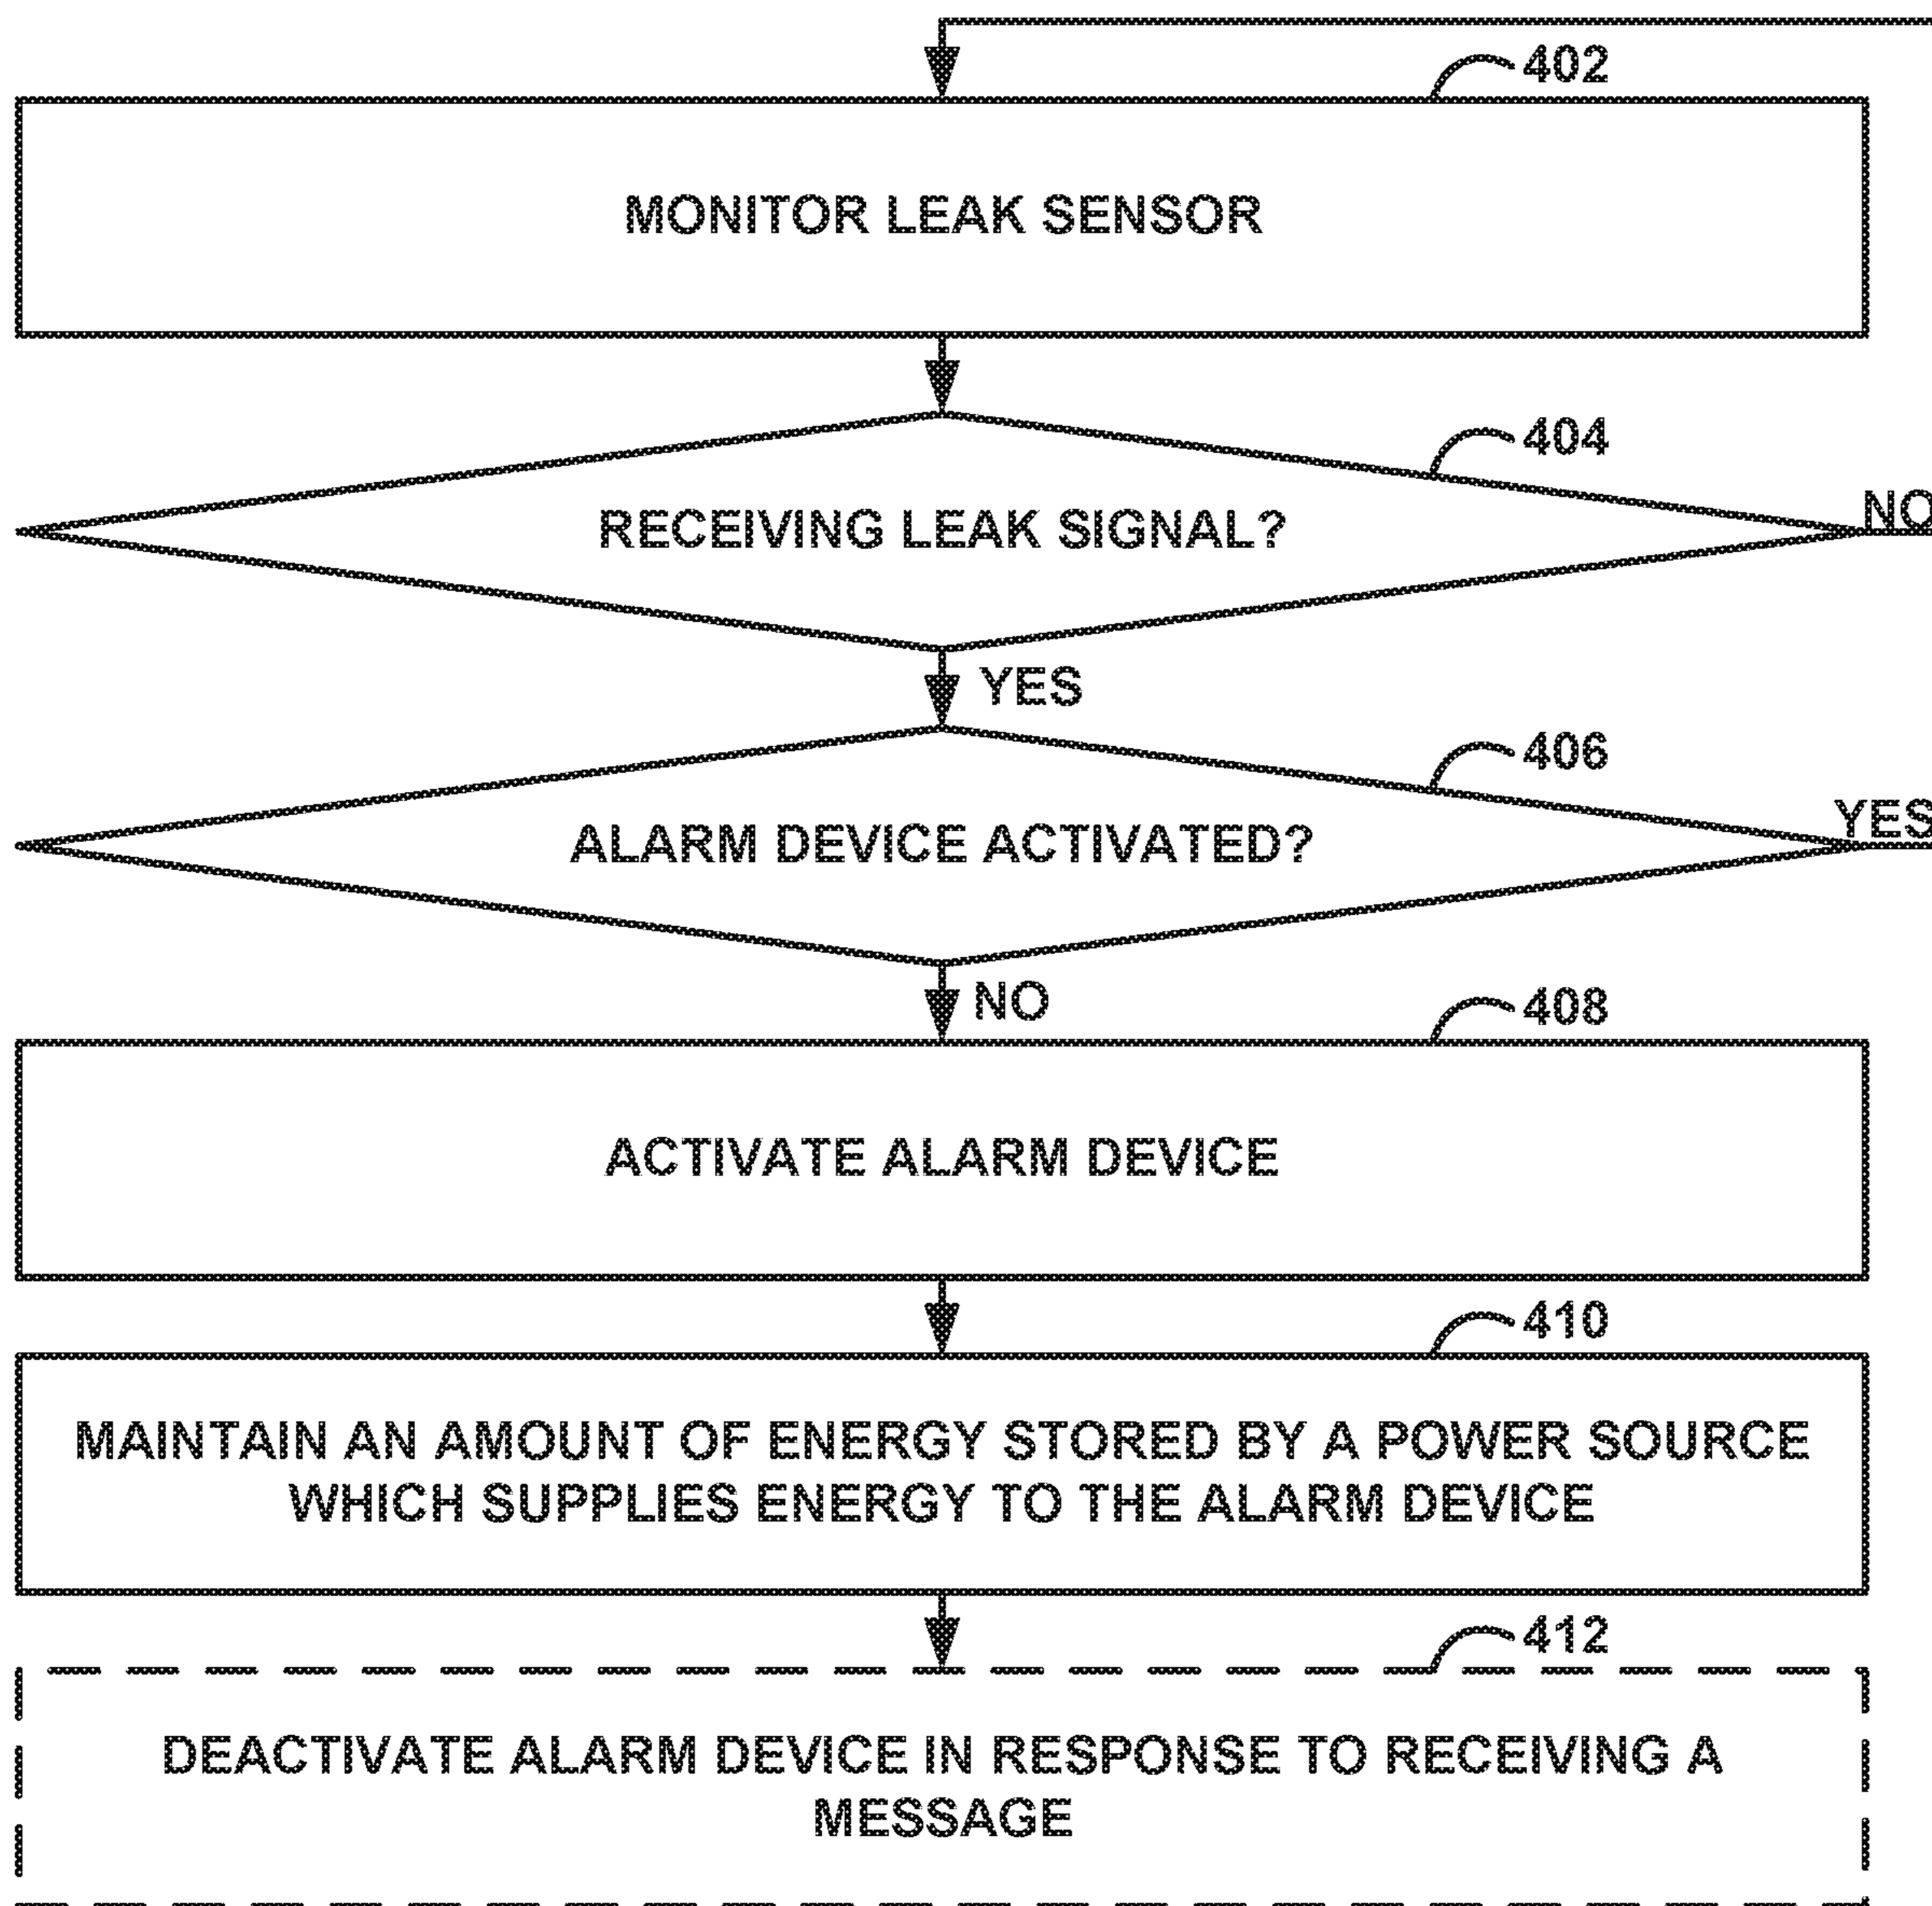 402
MONITOR LEAK SENSOR
404
RECEIVING LEAK SIGNAL?
NO
YES
406
ALARM DEVICE ACTIVATED?
YES
NO
408
ACTIVATE ALARM DEVICE
410
MAINTAIN AN AMOUNT OF ENERGY STORED BY A POWER SOURCE
WHICH SUPPLIES ENERGY TO THE ALARM DEVICE
412
DEACTIVATE ALARM DEVICE IN RESPONSE TO RECEIVING A
MESSAGE